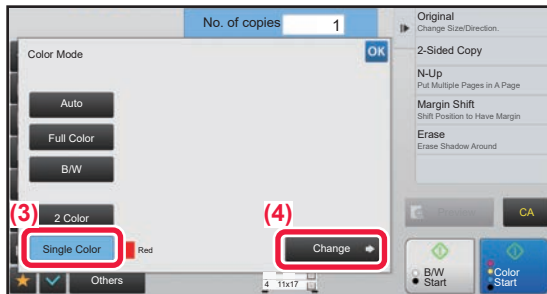 No. of copies 1
Original
Change Size/Direction.
Color Mode
OK
2-Sided Copy
N-Up
Put Multiple Pages in A Page
Auto
Margin Shift
Shift Position to Have Margin
Full Color
Erase
Erase Shadow Around
B/W
(3)
(4)
2 Color
CA
Single Color
Red
Change
B/W
Start
Color
Start
Others
4 11x17